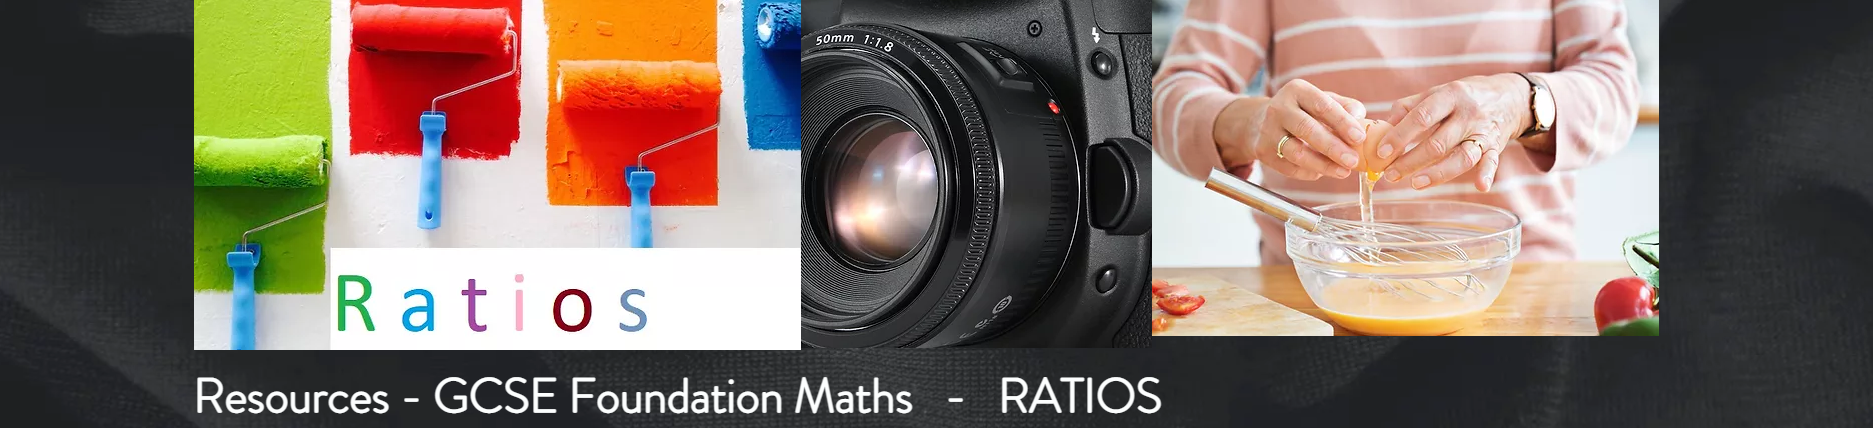 50mm 1:1.8
Ratios
Resources - GCSE Foundation Maths - RATIOS